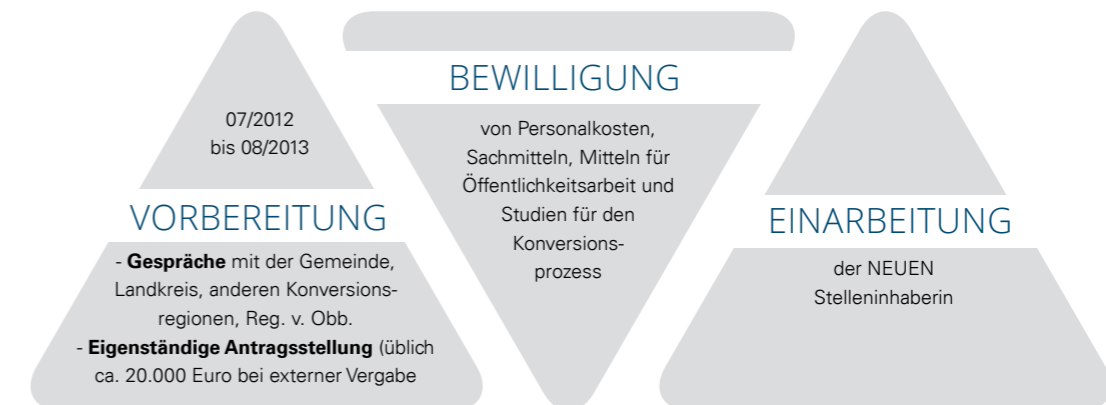 07/2012
bis 08/2013
VORBEREITUNG
- Gespräche mit der Gemeinde,
Landkreis, anderen Konversions-
regionen, Reg. v. Obb.
- Eigenständige Antragsstellung (üblich
ca. 20.000 Euro bei externer Vergabe
BEWILLIGUNG
von Personalkosten,
Sachmitteln, Mitteln für
Öffentlichkeitsarbeit und
Studien für den
Konversions-
prozess
EINARBEITUNG
der NEUEN
Stelleninhaberin